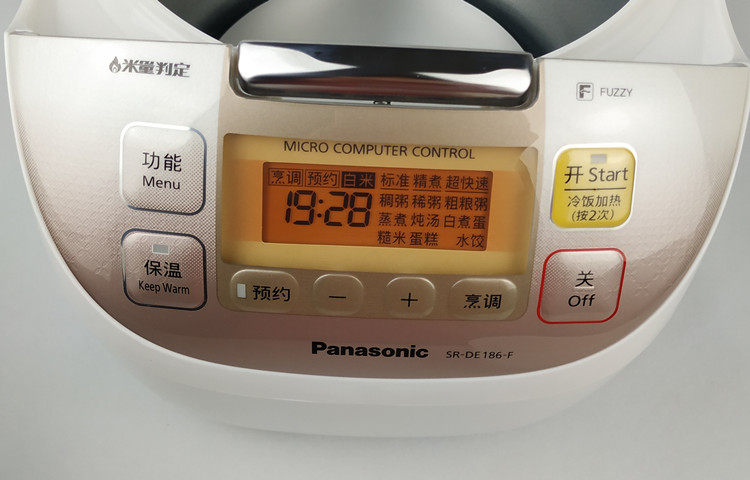 米量判定
FUZZY
MICRO COMPUTER CONTROL
功能
Menu
烹调 预约 白米 标准 精煮 超快速
19:28 稠粥 稀粥 粗粮粥
蒸煮 炖汤 白煮蛋
糙米 蛋糕 水饺
开 Start
冷饭加热
(按2次)
保温
Keep Warm
预约 − + 烹调
关
Off
Panasonic SR-DE186-F